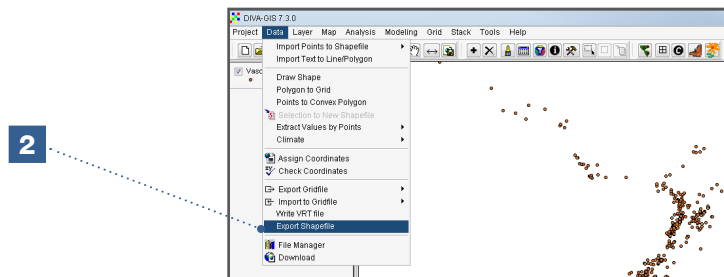 DIVA-GIS 7.3.0
Project Data Layer Map Analysis Modeling Grid Stack Tools Help
Import Points to Shapefile
Import Text to Line/Polygon
Draw Shape
Polygon to Grid
Points to Convex Polygon
Selection to New Shapefile
Extract Values by Points
Climate
Assign Coordinates
Check Coordinates
Export Gridfile
Import to Gridfile
Write VRT file
Export Shapefile
File Manager
Download
2